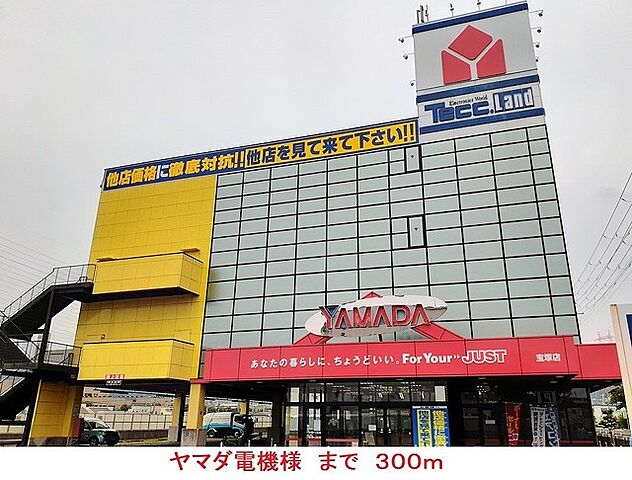 Electronics World
Tecc.Land
他店価格に徹底対抗!!他店を見て来て下さい!!
YAMADA
あなたの暮らしに、ちょうどいい。For Your" JUST
宝塚店
ヤマダ電機様 まで 300m